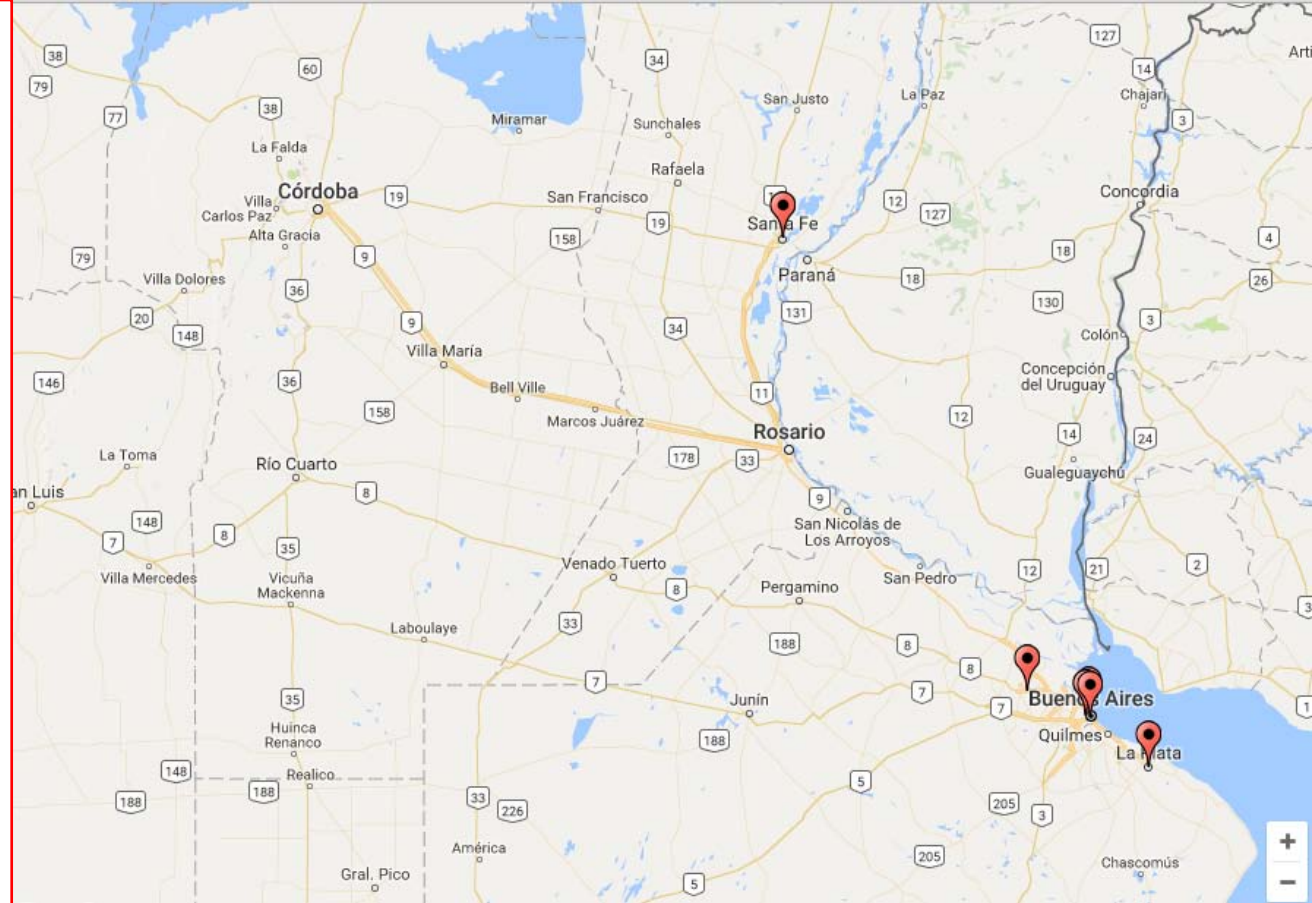 38
79
77
60
38
La Falda
Córdoba
Villa
Carlos Paz
Alta Gracia
19
9
79
Villa Dolores
36
20
148
9
Villa María
146
36
158
Bell Ville
Marcos Juárez
La Toma
Río Cuarto
8
148
8
7
35
Villa Mercedes
Vicuña
Mackenna
Laboulaye
35
Huinca
Renanco
148
Realico
188
188
Gral. Pico
33
226
América
Miramar
34
Sunchales
Rafaela
San Francisco
158
19
34
San Justo
La Paz
Paraná
12
127
18
131
11
Rosario
178
33
9
San Nicolás de
Los Arroyos
Venado Tuerto
8
33
7
Pergamino
188
San Pedro
8
8
7
7
Junín
188
5
5
127
14
Chajarí
3
Concordia
4
18
26
130
3
Colón
Concepción
del Uruguay
12
14
24
Gualeguaychú
12
21
2
Buenos Aires
Quilmes
La Plata
205
3
205
Chascomús
+
−